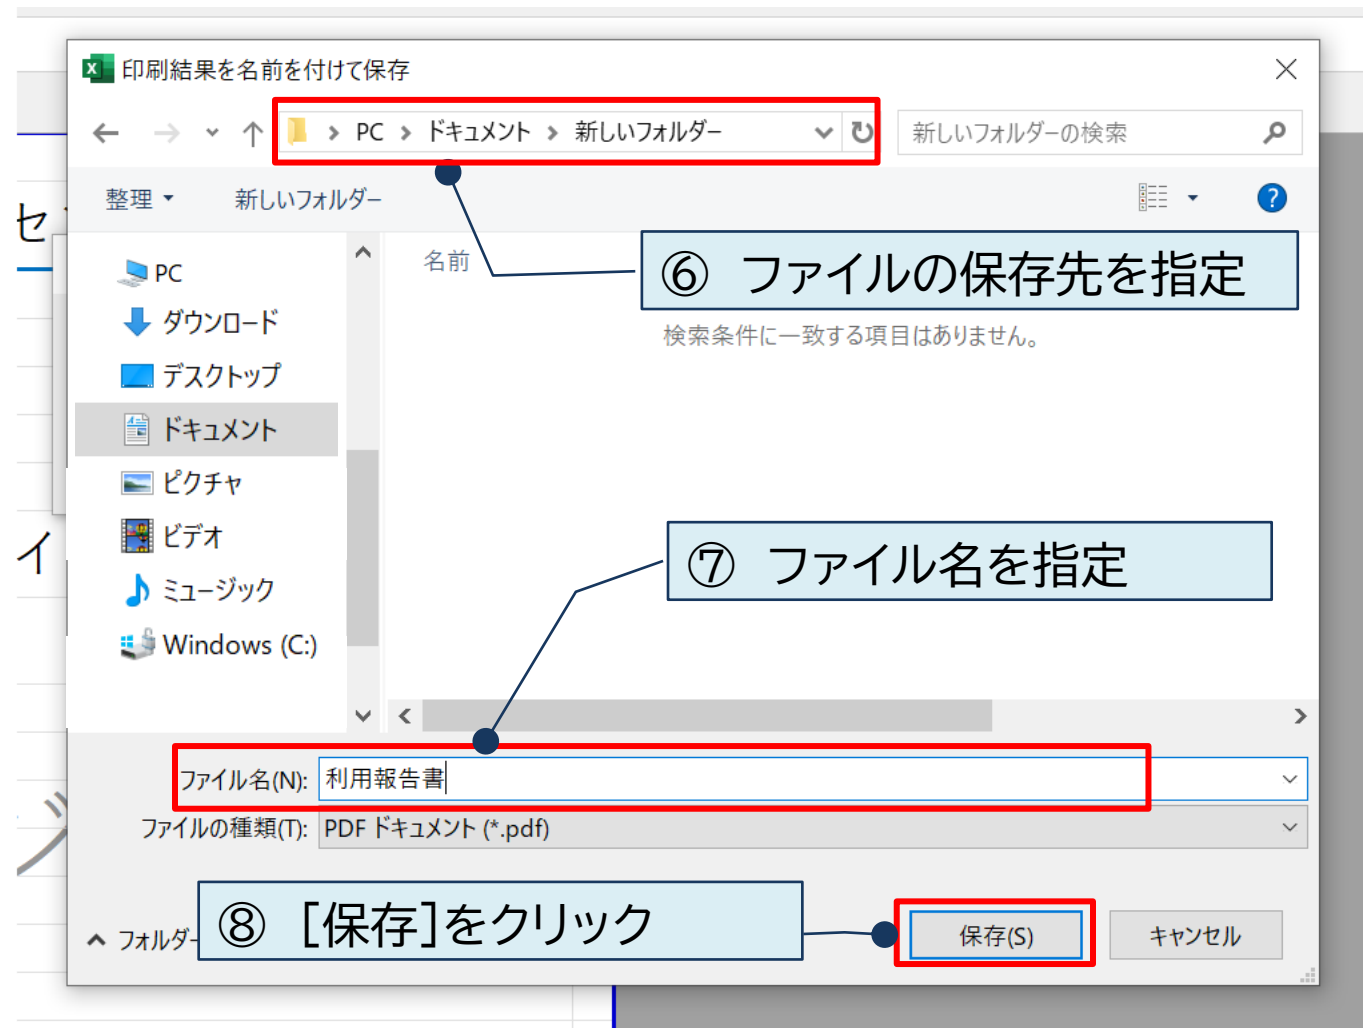 印刷結果を名前を付けて保存
PC ドキュメント 新しいフォルダー
新しいフォルダーの検索
整理 新しいフォルダー
セ
名前
⑥ ファイルの保存先を指定
検索条件に一致する項目はありません。
PC
ダウンロード
デスクトップ
ドキュメント
ピクチャ
ビデオ
ミュージック
Windows (C:)
イ
⑦ ファイル名を指定
ファイル名(N): 利用報告書
ファイルの種類(T): PDF ドキュメント (*.pdf)
フォルダー
⑧ [保存]をクリック
保存(S)
キャンセル